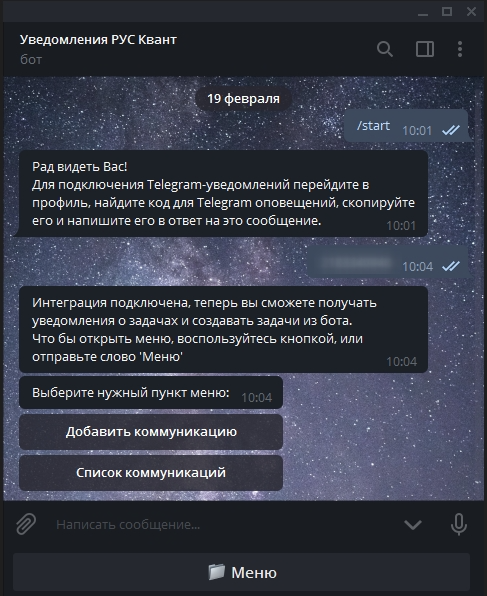 Уведомления РУС Квант
бот
19 февраля
/start 10:01
Рад видеть Вас!
Для подключения Telegram-уведомлений перейдите в
профиль, найдите код для Telegram оповещений, скопируйте
его и напишите его в ответ на это сообщение.
10:01
10:04
Интеграция подключена, теперь вы сможете получать
уведомления о задачах и создавать задачи из бота.
Что бы открыть меню, воспользуйтесь кнопкой, или
отправьте слово 'Меню'
10:04
Выберите нужный пункт меню: 10:04
Добавить коммуникацию
Список коммуникаций
Написать сообщение...
Меню